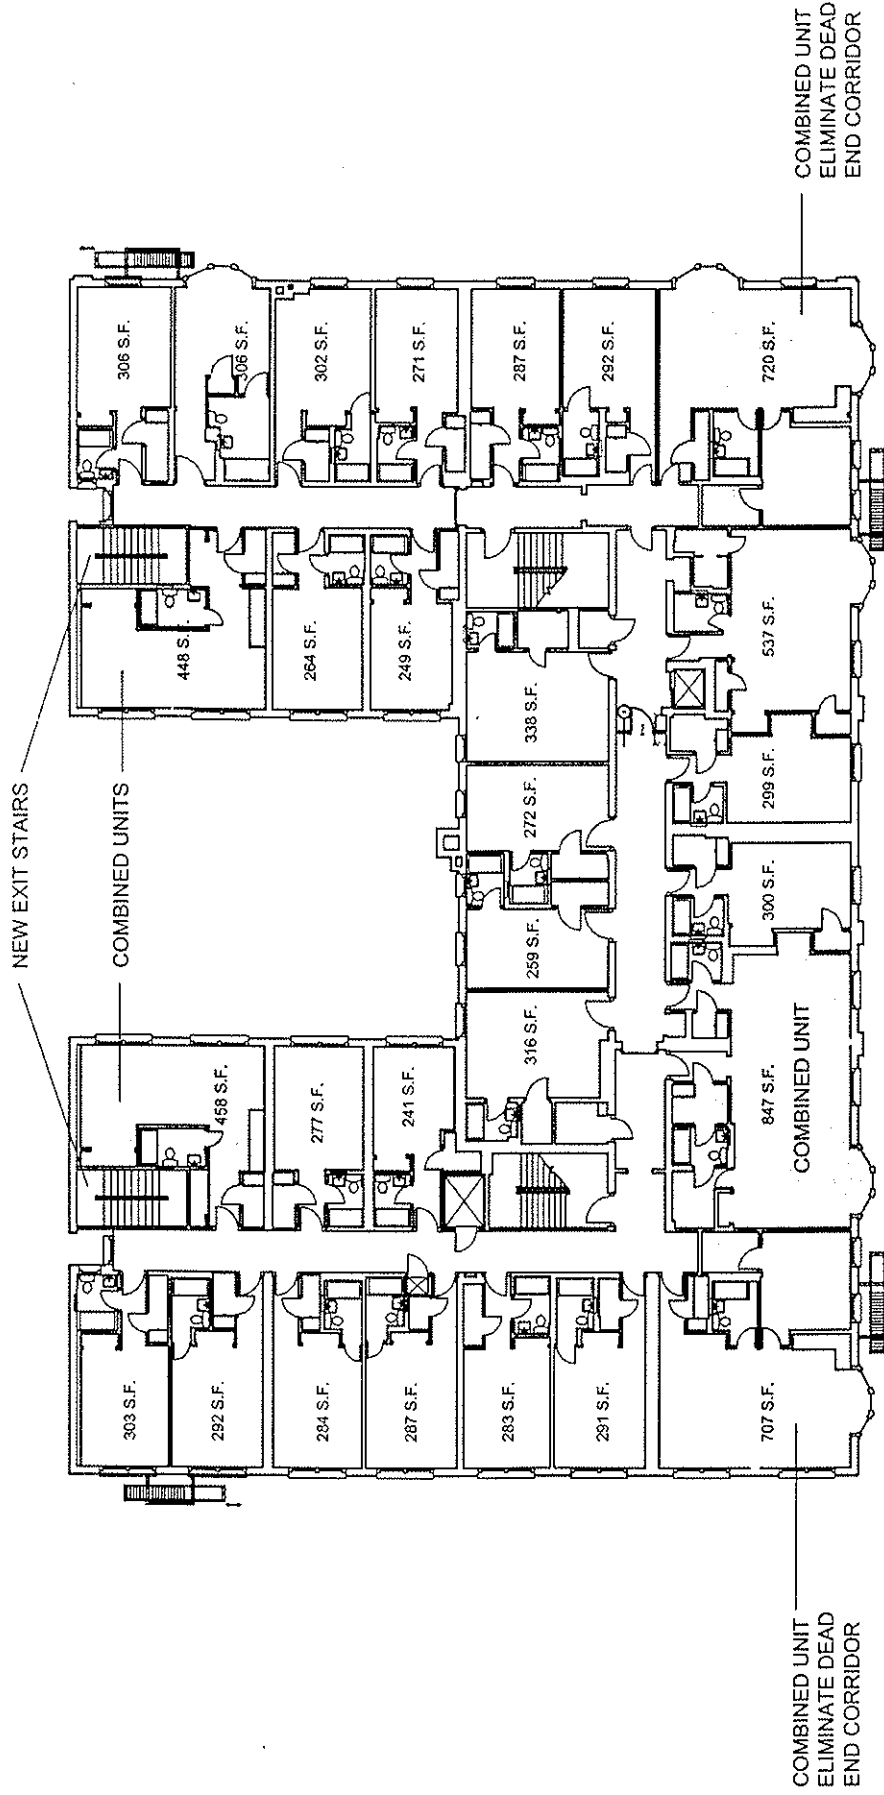 NEW EXIT STAIRS
COMBINED UNITS
303 S.F.
306 S.F.
292 S.F.
458 S.F.
448 S.
306 S.F.
284 S.F.
277 S.F.
264 S.F.
302 S.F.
287 S.F.
241 S.F.
249 S.F.
271 S.F.
283 S.F.
316 S.F.
259 S.F.
272 S.F.
338 S.F.
287 S.F.
291 S.F.
292 S.F.
707 S.F.
847 S.F.
COMBINED UNIT
300 S.F.
299 S.F.
537 S.F.
720 S.F.
COMBINED UNIT
ELIMINATE DEAD
END CORRIDOR
COMBINED UNIT
ELIMINATE DEAD
END CORRIDOR